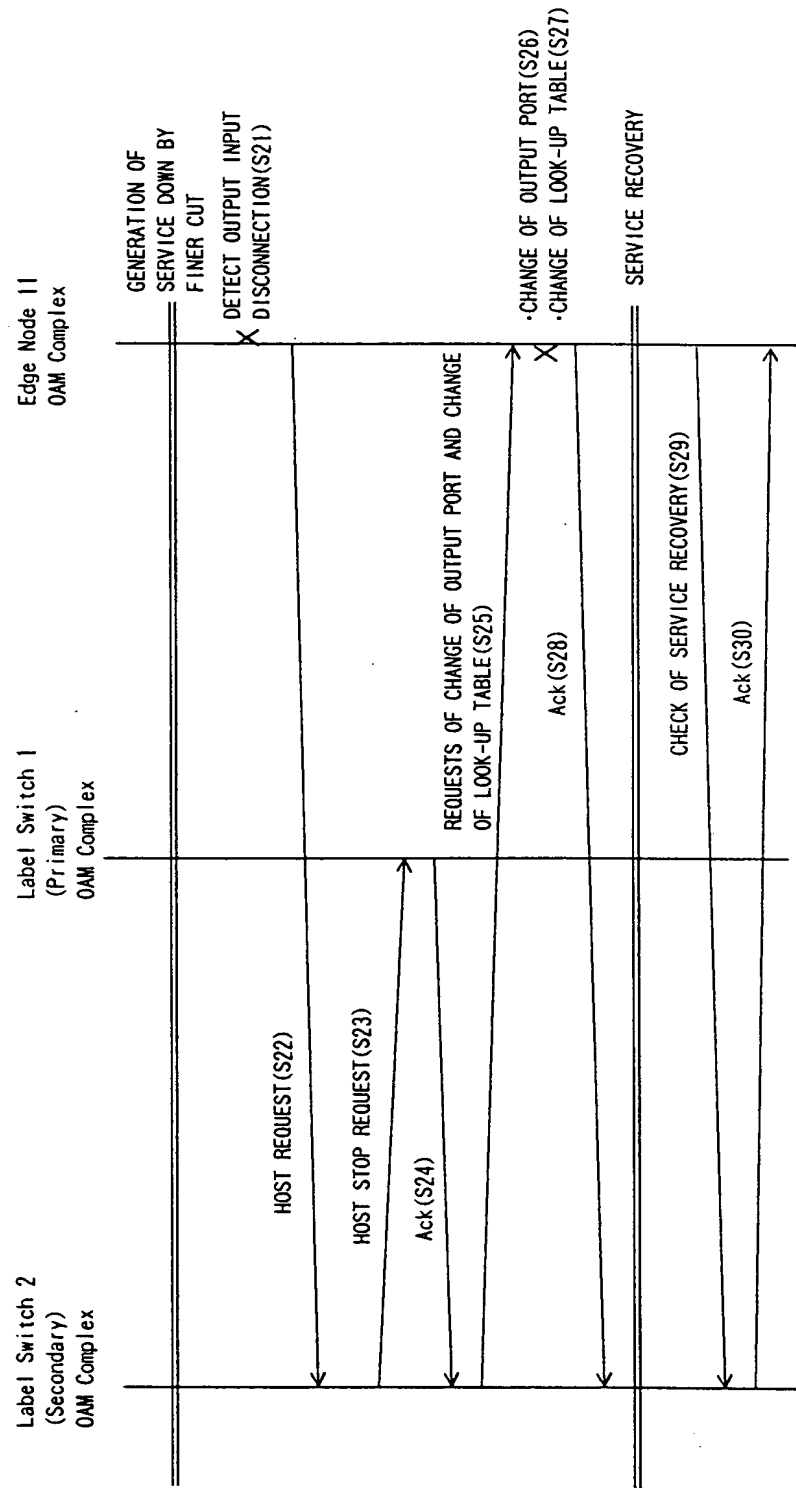 Label Switch 2
(Secondary)
OAM Complex
Label Switch 1
(Primary)
OAM Complex
Edge Node 11
OAM Complex
GENERATION OF
SERVICE DOWN BY
FINER CUT
DETECT OUTPUT INPUT
DISCONNECTION(S21)
HOST REQUEST(S22)
HOST STOP REQUEST(S23)
Ack(S24)
REQUESTS OF CHANGE OF OUTPUT PORT AND CHANGE
OF LOOK-UP TABLE(S25)
·CHANGE OF OUTPUT PORT(S26)
·CHANGE OF LOOK-UP TABLE(S27)
Ack(S28)
SERVICE RECOVERY
CHECK OF SERVICE RECOVERY(S29)
Ack(S30)